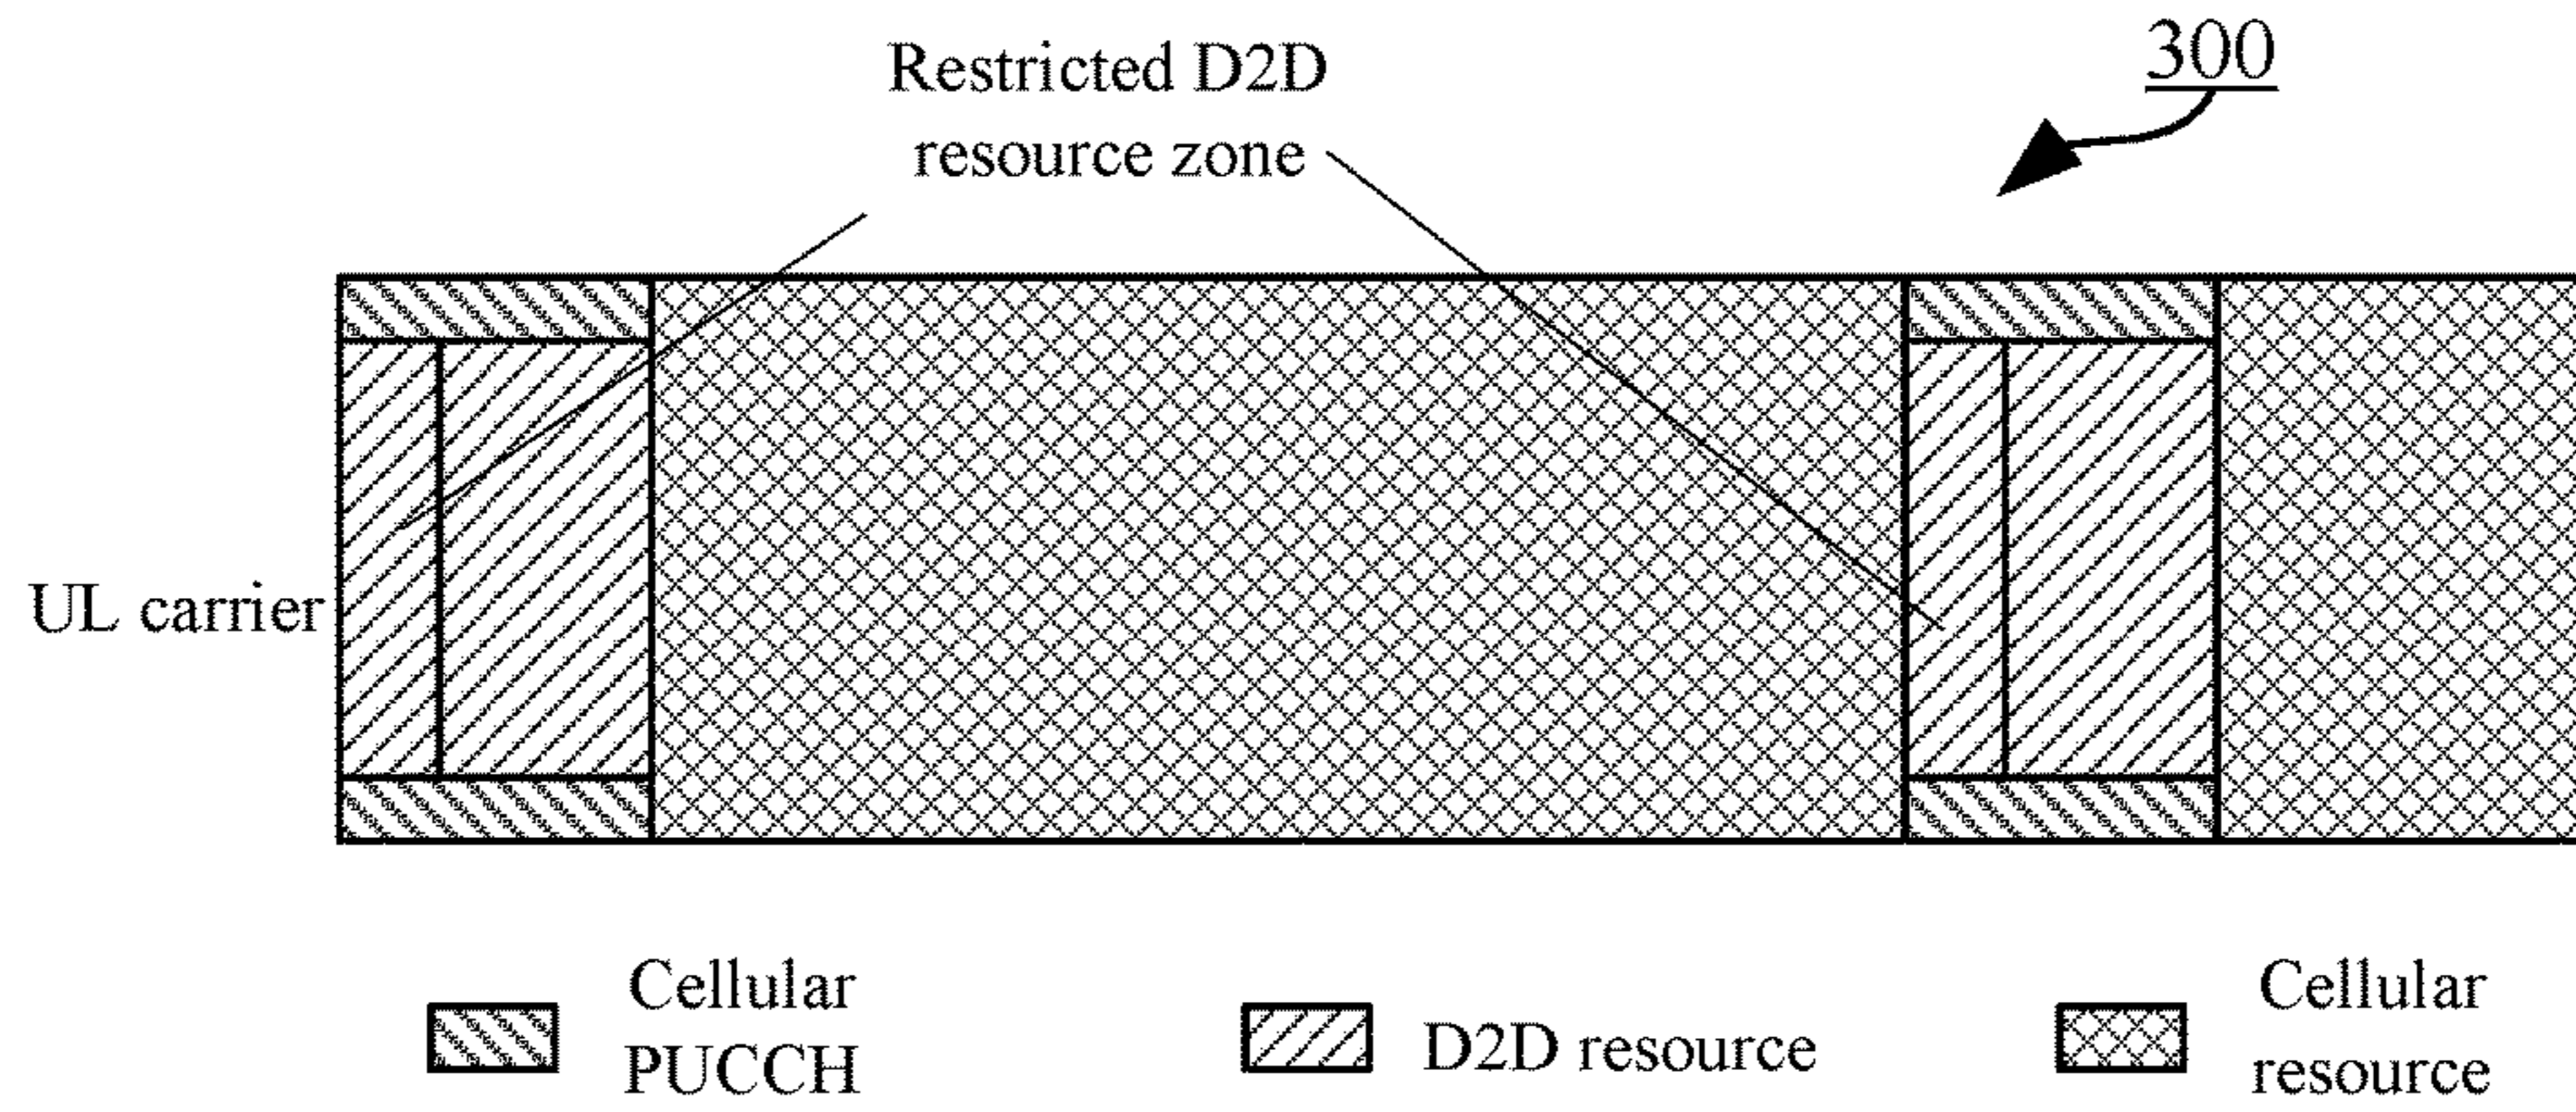 Restricted D2D
resource zone
300
UL carrier
Cellular
PUCCH
D2D resource
Cellular
resource